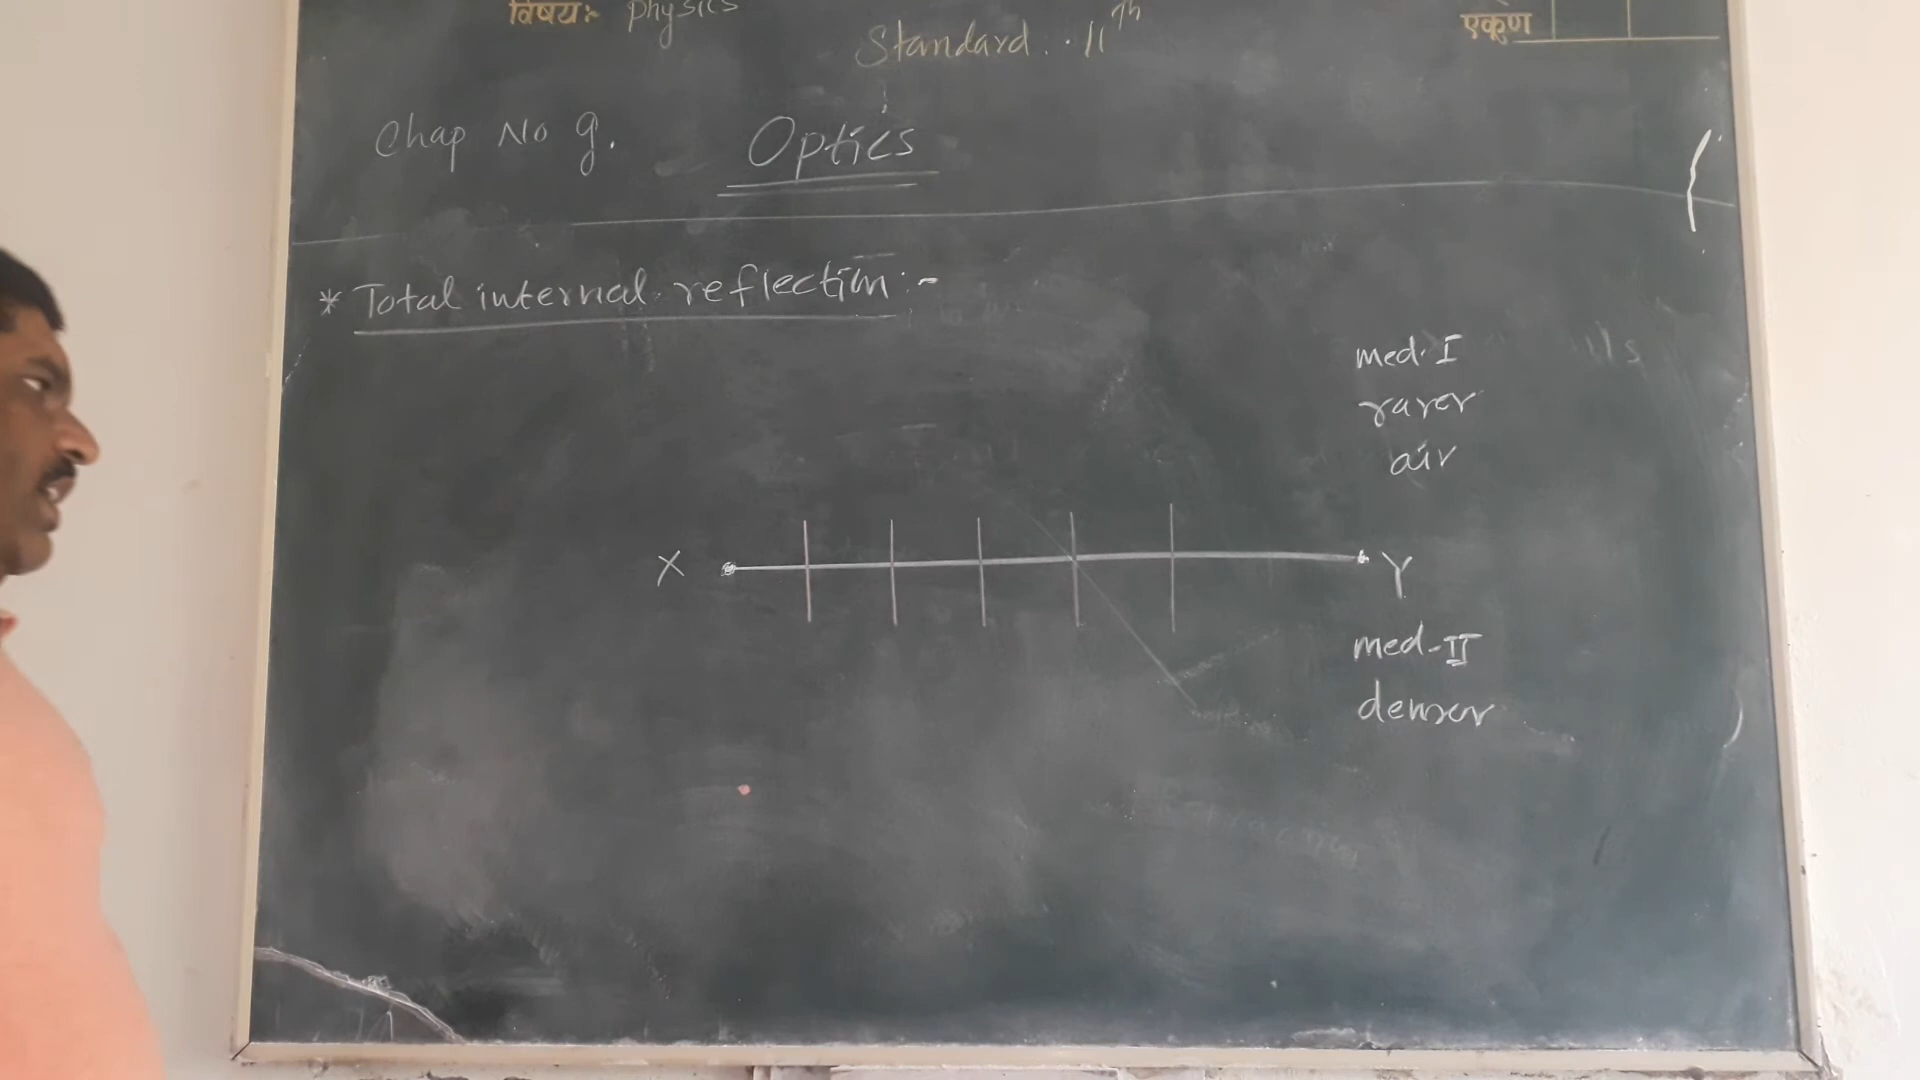 विषय:- Physics
Standard. 11th
एकूण
Chap No 9. Optics
* Total internal reflection :-
med. I
rarer
air
X Y
med-II
denser